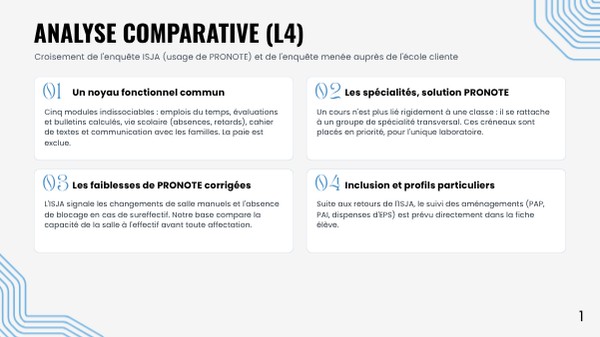 ANALYSE COMPARATIVE (L4)
Croisement de l'enquête ISJA (usage de PRONOTE) et de l'enquête menée auprès de l'école cliente
01 Un noyau fonctionnel commun
Cinq modules indissociables : emplois du temps, évaluations
et bulletins calculés, vie scolaire (absences, retards), cahier
de textes et communication avec les familles. La paie est
exclue.
02 Les spécialités, solution PRONOTE
Un cours n'est plus lié rigidement à une classe : il se rattache
à un groupe de spécialité transversal. Ces créneaux sont
placés en priorité, pour l'unique laboratoire.
03 Les faiblesses de PRONOTE corrigées
L'ISJA signale les changements de salle manuels et l'absence
de blocage en cas de sureffectif. Notre base compare la
capacité de la salle à l'effectif avant toute affectation.
04 Inclusion et profils particuliers
Suite aux retours de l'ISJA, le suivi des aménagements (PAP,
PAI, dispenses d'EPS) est prévu directement dans la fiche
élève.
1